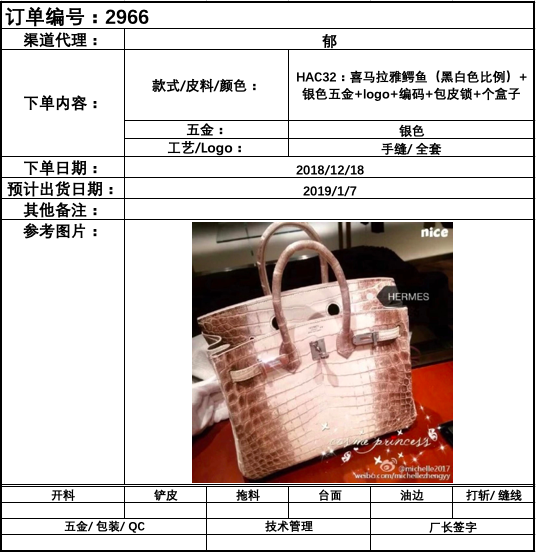 订单编号：2966
渠道代理：
郁
下单内容：
款式/皮料/颜色：
HAC32：喜马拉雅鳄鱼（黑白色比例）+
银色五金+logo+编码+包皮锁+个盒子
五金：
银色
工艺/Logo：
手缝/ 全套
下单日期：
2018/12/18
预计出货日期：
2019/1/7
其他备注：
参考图片：
nice
HERMES
cosme princess
@michelle2017
weibo.com/michellezhengyy
开料
铲皮
拖料
台面
油边
打斩/ 缝线
五金/ 包装/ QC
技术管理
厂长签字